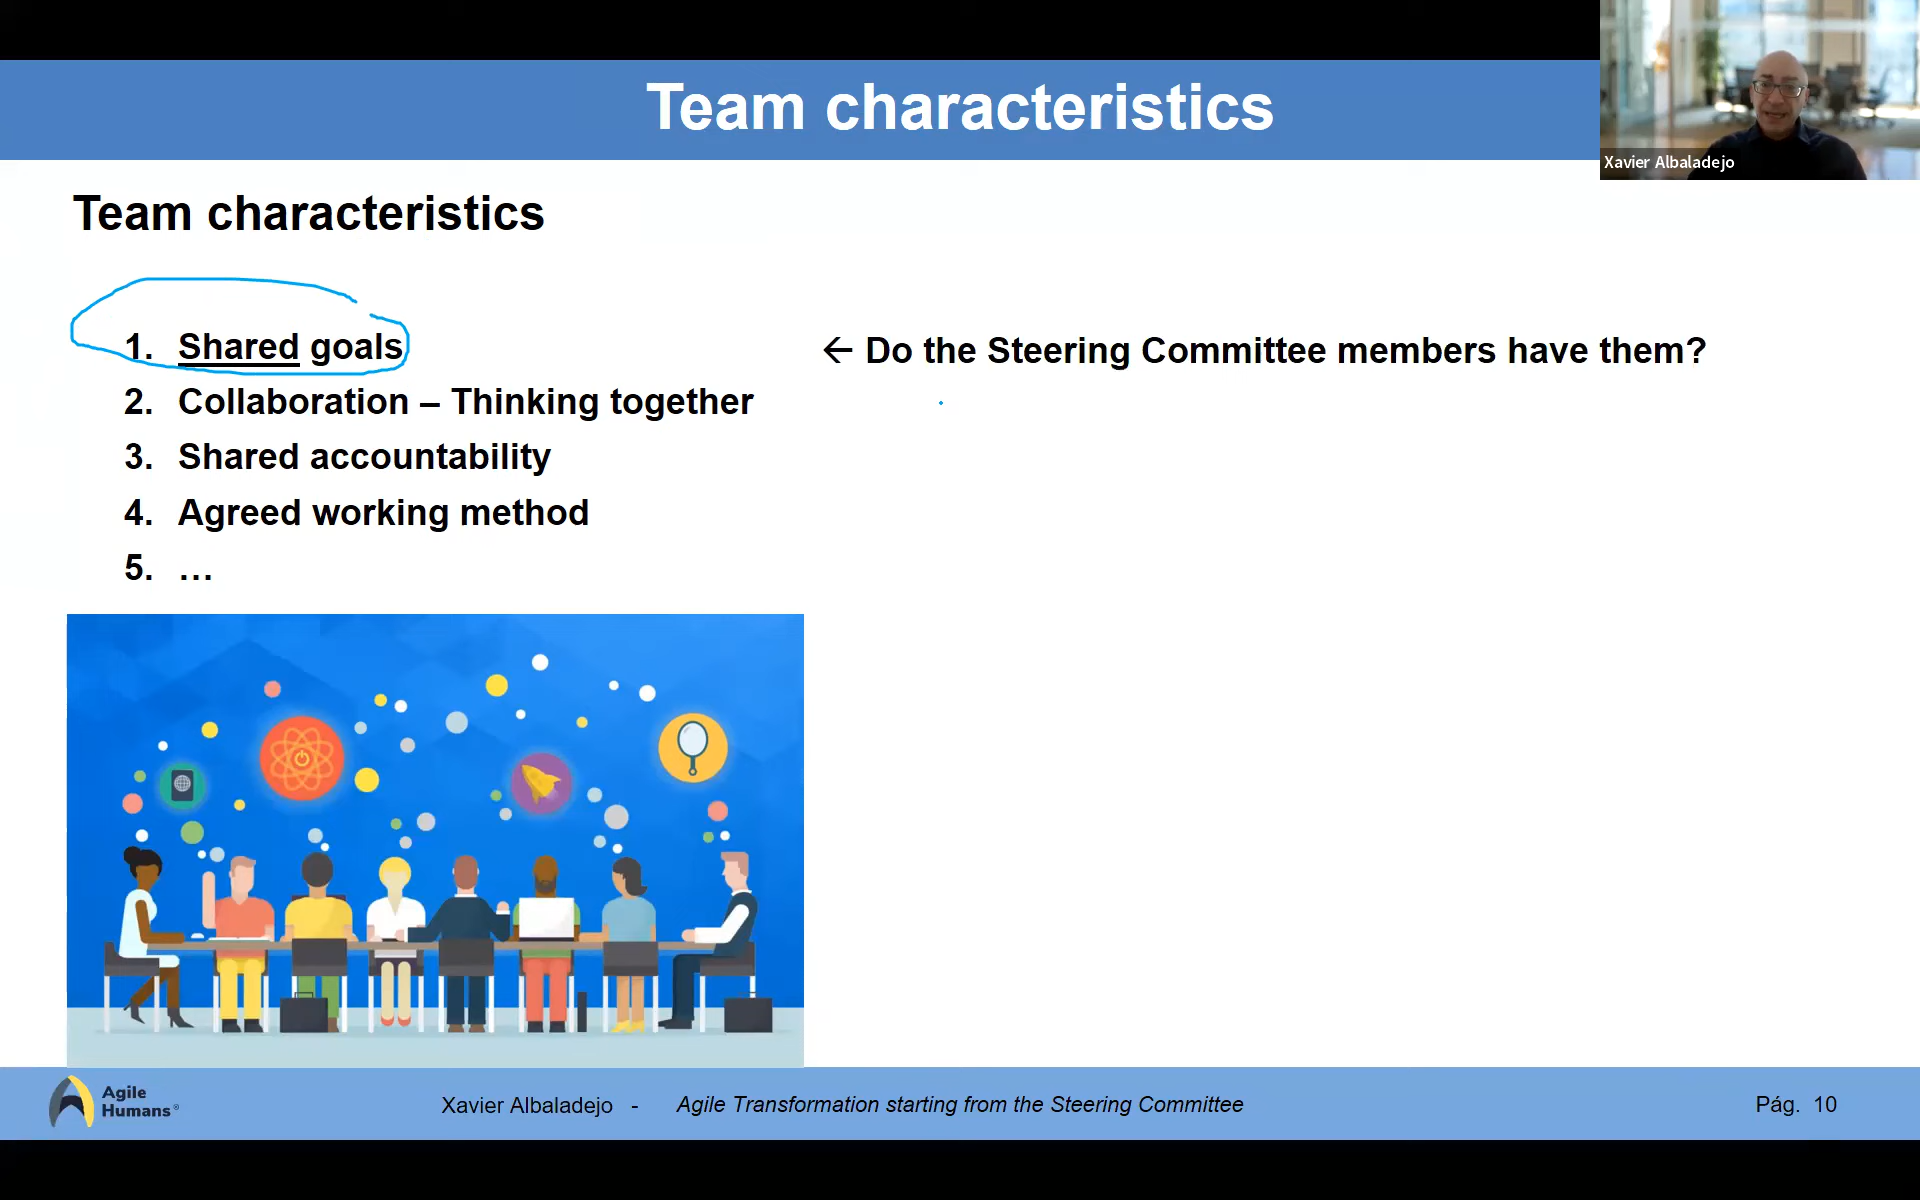 Team characteristics
Xavier Albaladejo
Team characteristics
1. Shared goals
← Do the Steering Committee members have them?
2. Collaboration – Thinking together
3. Shared accountability
4. Agreed working method
5. …
Agile
Humans®
Xavier Albaladejo - Agile Transformation starting from the Steering Committee
Pág. 10